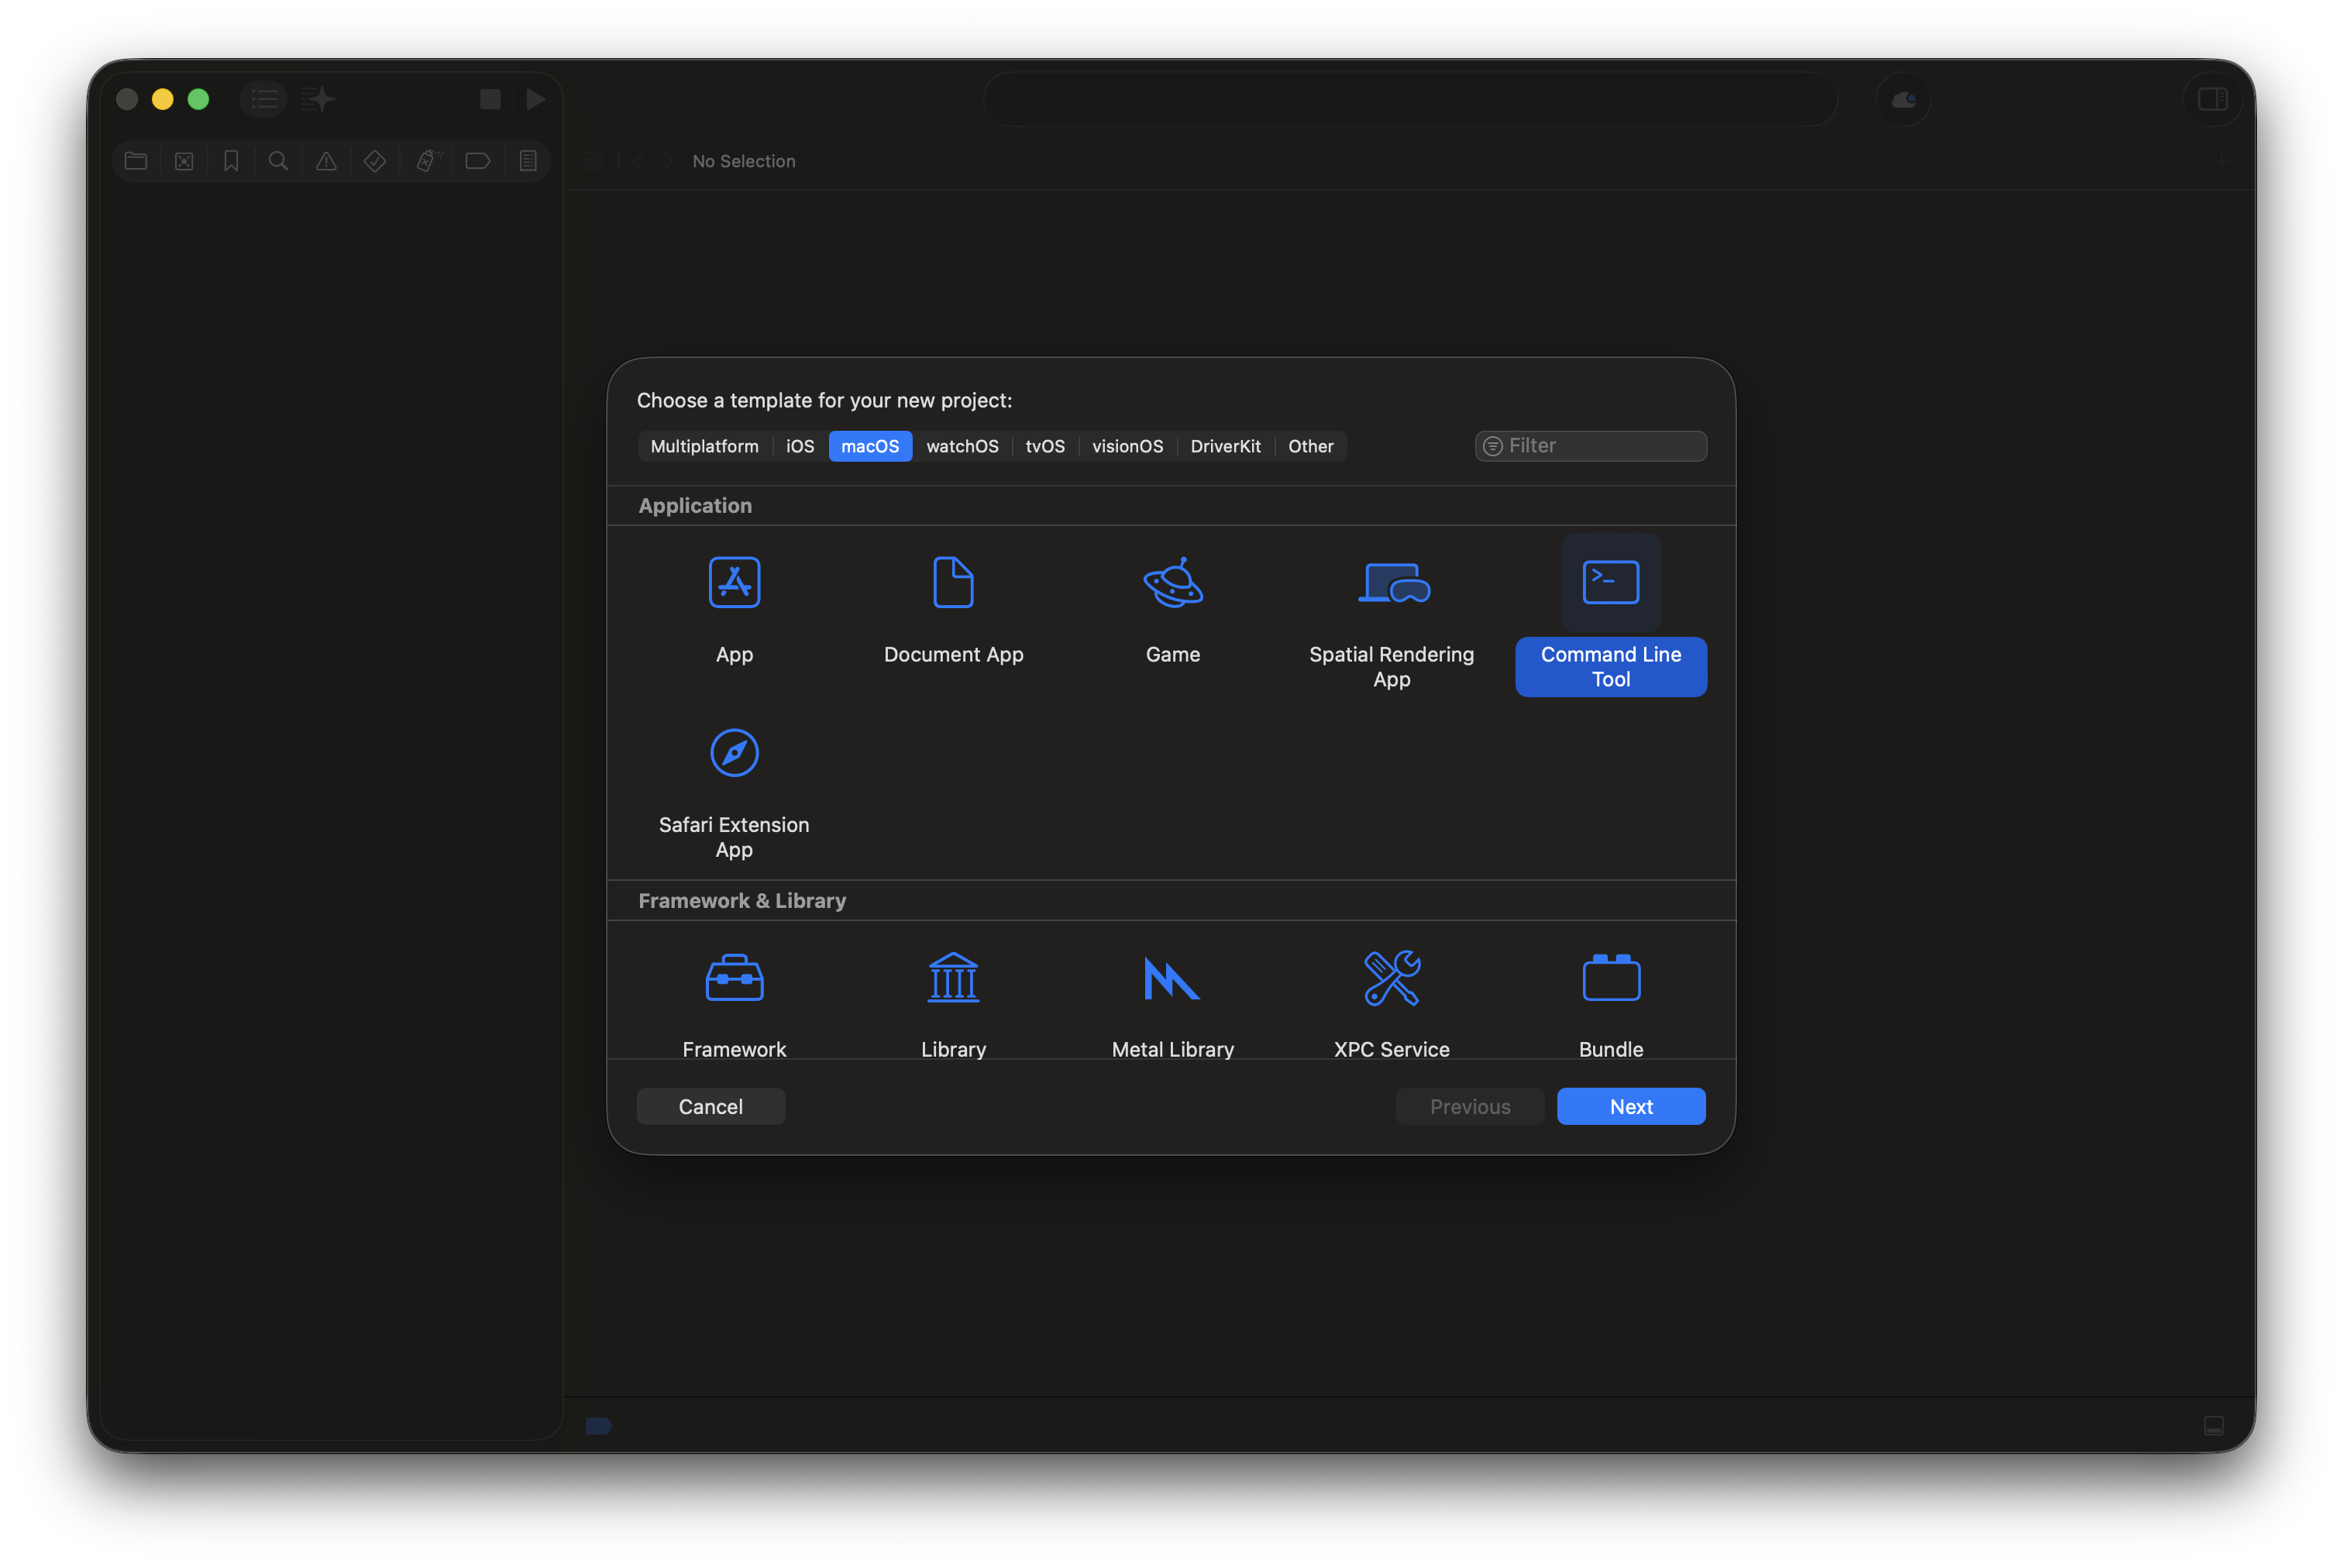 No Selection
Choose a template for your new project:
Multiplatform iOS macOS watchOS tvOS visionOS DriverKit Other
Filter
Application
App
Document App
Game
Spatial Rendering
App
Command Line
Tool
Safari Extension
App
Framework & Library
Framework
Library
Metal Library
XPC Service
Bundle
Cancel
Previous
Next